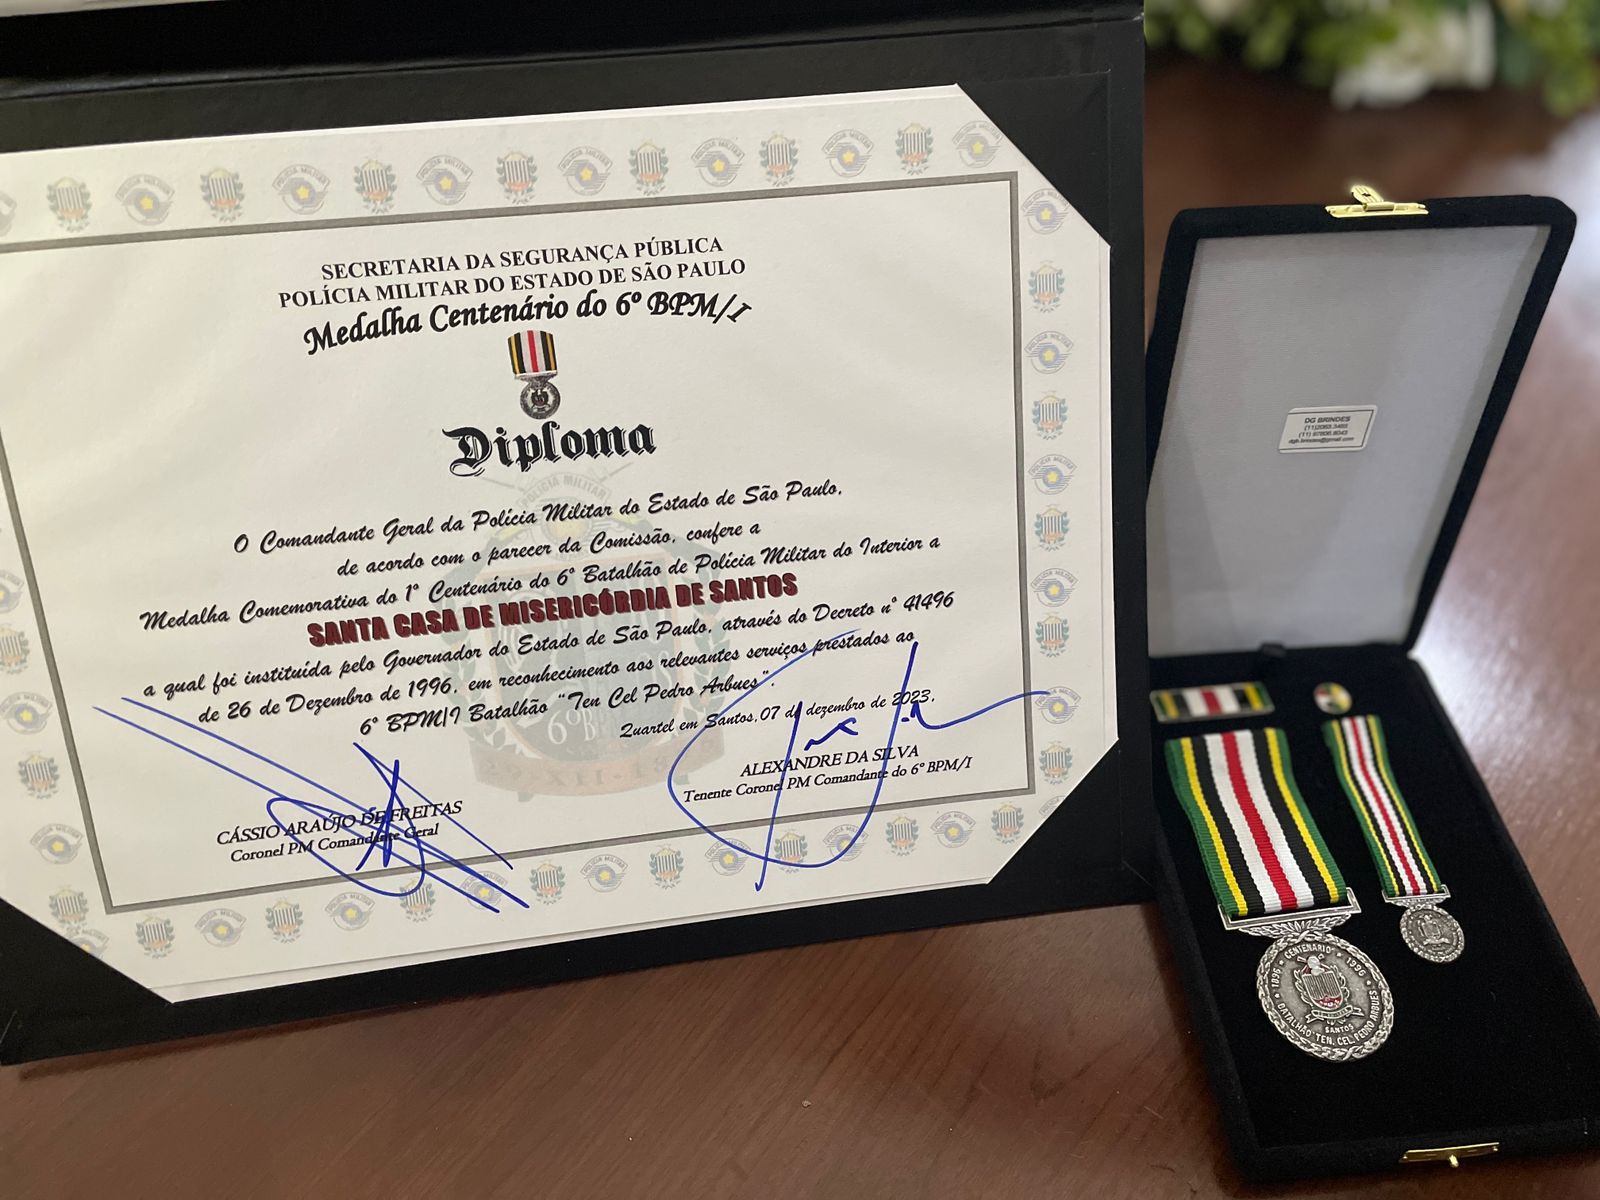 SECRETARIA DA SEGURANÇA PÚBLICA
POLÍCIA MILITAR DO ESTADO DE SÃO PAULO
Medalha Centenário do 6º BPM/I
Diploma
O Comandante Geral da Polícia Militar do Estado de São Paulo,
de acordo com o parecer da Comissão, confere a
Medalha Comemorativa do 1º Centenário do 6º Batalhão de Polícia Militar do Interior a
SANTA CASA DE MISERICÓRDIA DE SANTOS
a qual foi instituída pelo Governador do Estado de São Paulo, através do Decreto nº 41496
de 26 de Dezembro de 1996, em reconhecimento aos relevantes serviços prestados ao
6º BPM/I Batalhão "Ten Cel Pedro Arbues".
Quartel em Santos, 07 de dezembro de 2023.
CÁSSIO ARAÚJO DE FREITAS
Coronel PM Comandante Geral
ALEXANDRE DA SILVA
Tenente Coronel PM Comandante do 6º BPM/I
POLÍCIA MILITAR
DG BRINDES
1896 * CENTENÁRIO * 1996
SANTOS
BATALHÃO TEN. CEL. PEDRO ARBUES